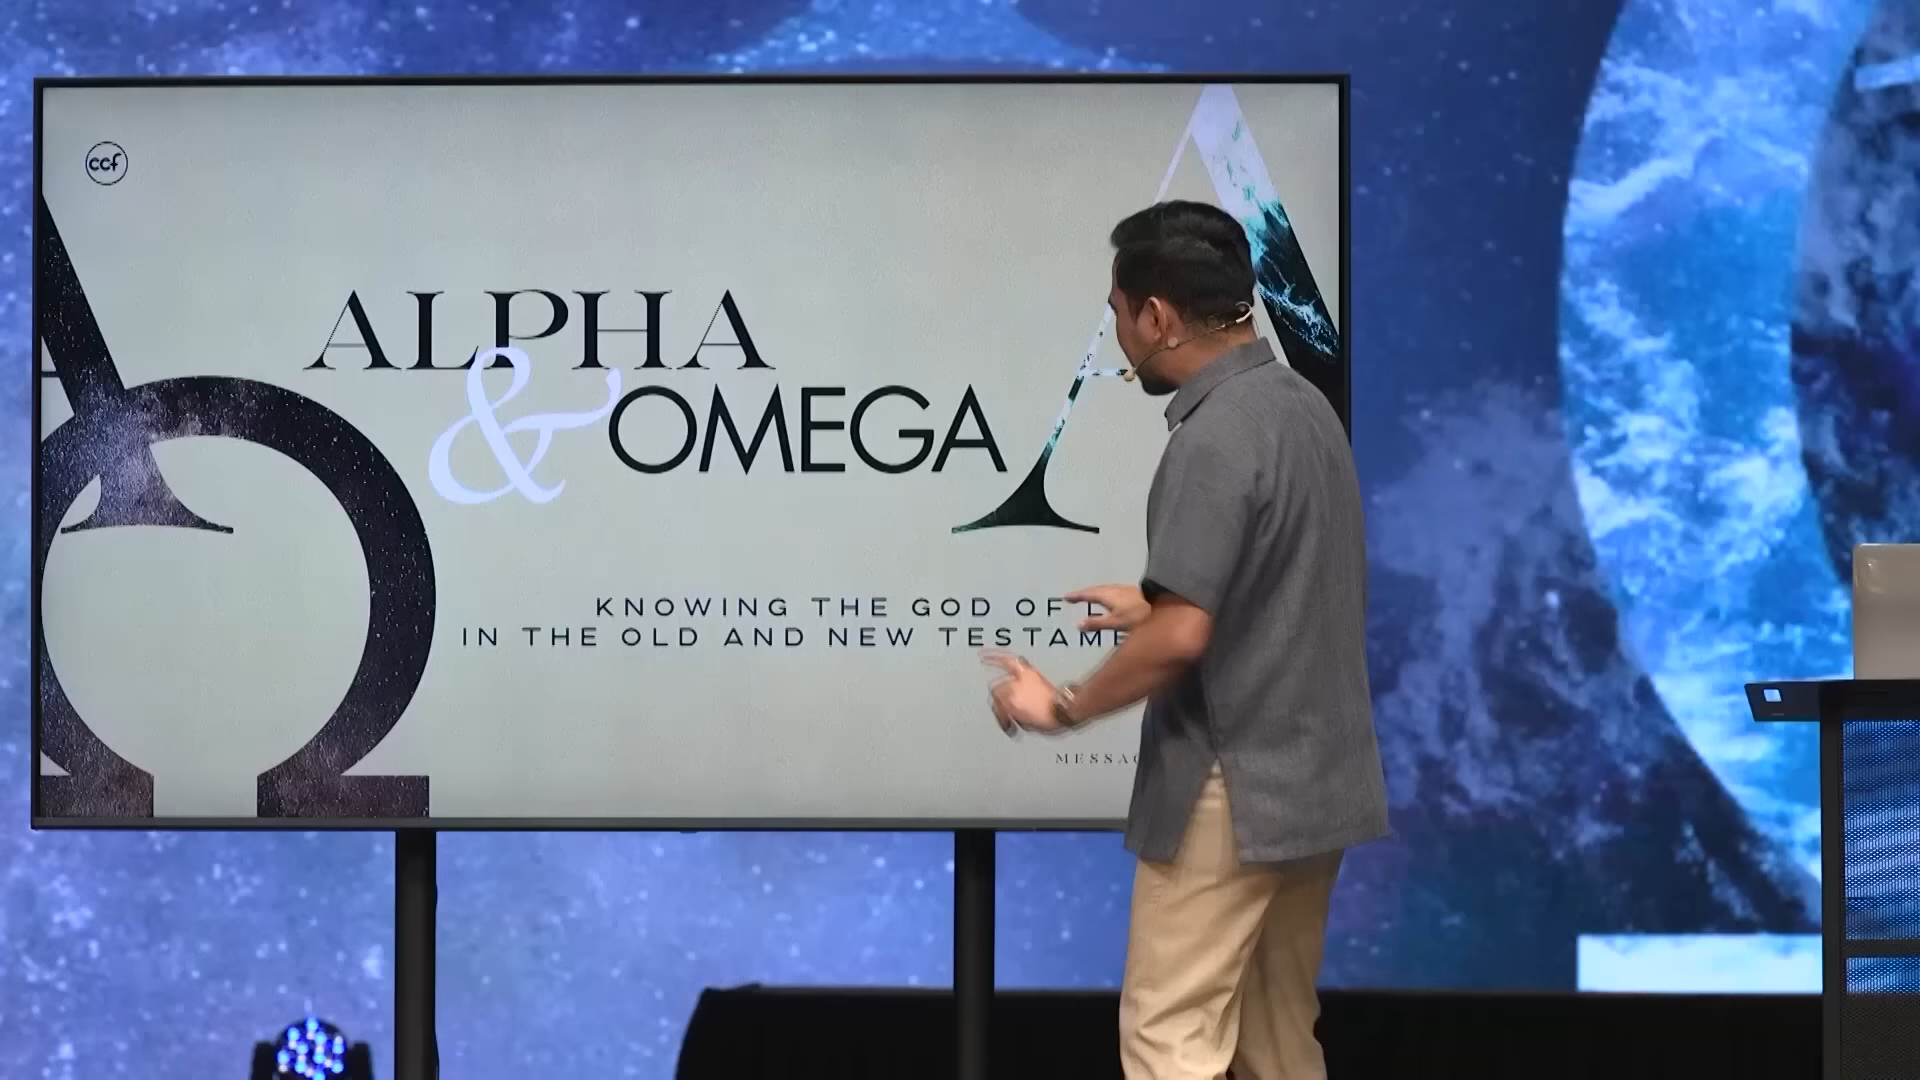 ccf
ALPHA
& OMEGA
KNOWING THE GOD OF
IN THE OLD AND NEW